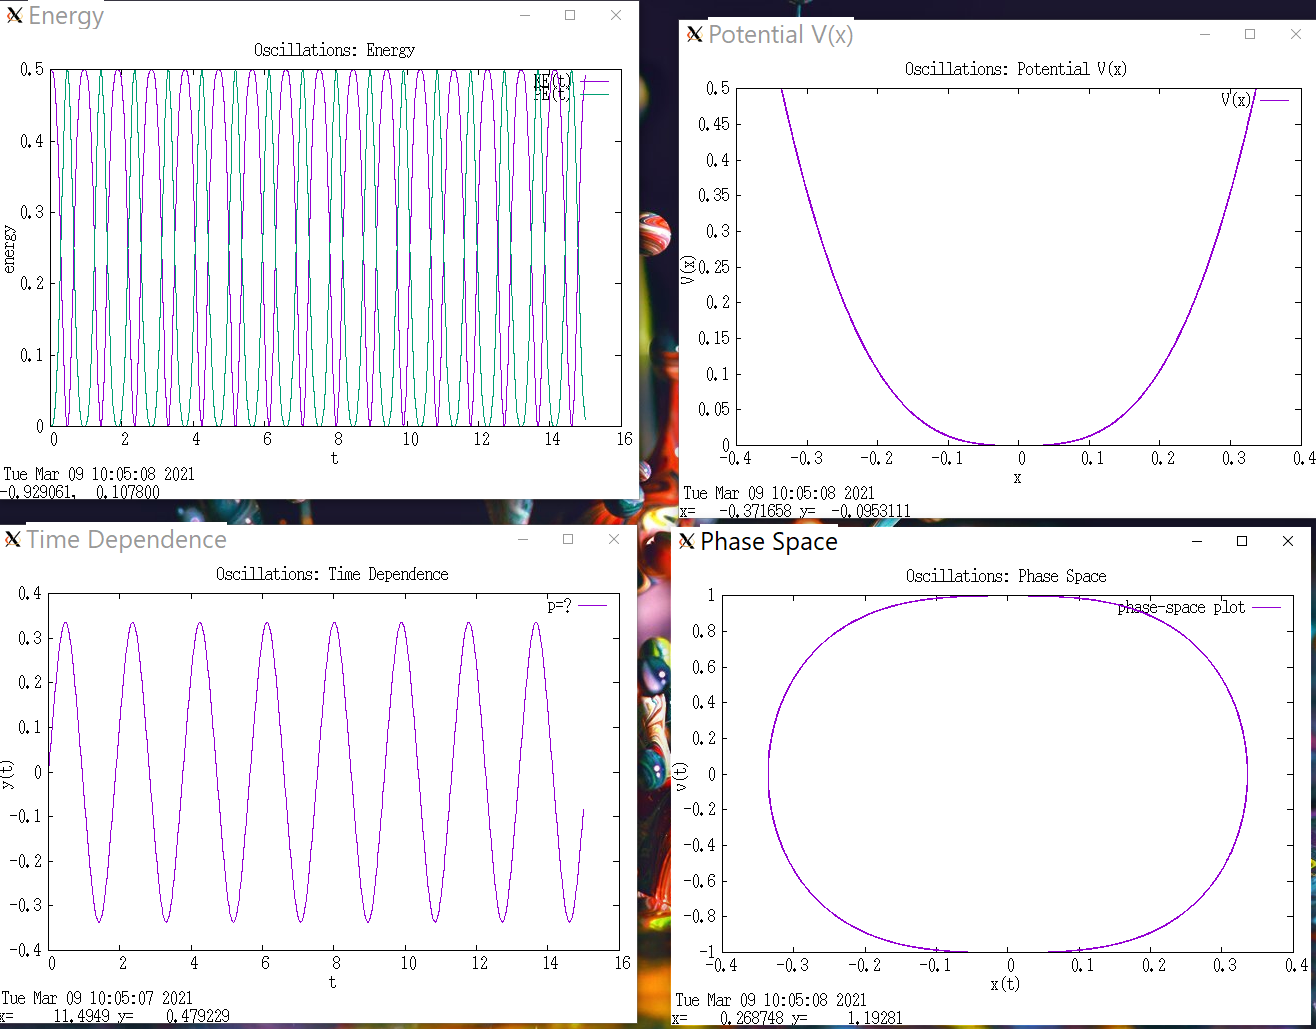 Energy
Oscillations: Energy
0.5
KE(t)
PE(t)
0.4
0.3
energy
0.2
0.1
0
0 2 4 6 8 10 12 14 16
t
Tue Mar 09 10:05:08 2021
-0.929061, 0.107800
Potential V(x)
Oscillations: Potential V(x)
0.5
V(x)
0.45
0.4
0.35
0.3
V(x)
0.25
0.2
0.15
0.1
0.05
0
-0.4 -0.3 -0.2 -0.1 0 0.1 0.2 0.3 0.4
x
Tue Mar 09 10:05:08 2021
x= -0.371658 y= -0.0953111
Time Dependence
Oscillations: Time Dependence
0.4
p=?
0.3
0.2
0.1
0
y(t)
-0.1
-0.2
-0.3
-0.4
0 2 4 6 8 10 12 14 16
t
Tue Mar 09 10:05:07 2021
x= 11.4949 y= 0.479229
Phase Space
Oscillations: Phase Space
1
phase-space plot
0.8
0.6
0.4
0.2
0
v(t)
-0.2
-0.4
-0.6
-0.8
-1
-0.4 -0.3 -0.2 -0.1 0 0.1 0.2 0.3 0.4
x(t)
Tue Mar 09 10:05:08 2021
x= 0.268748 y= 1.19281